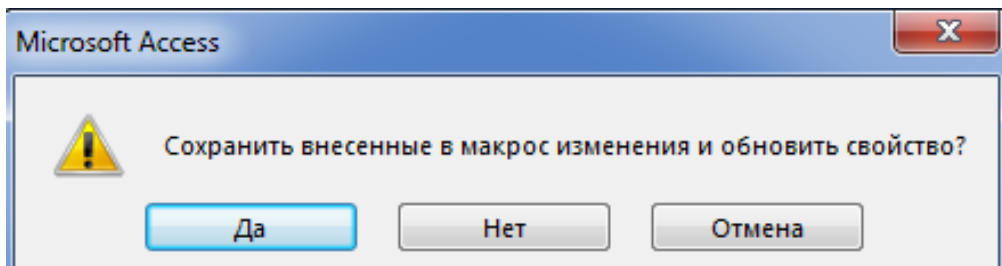 Microsoft Access
Сохранить внесенные в макрос изменения и обновить свойство?
Да
Нет
Отмена